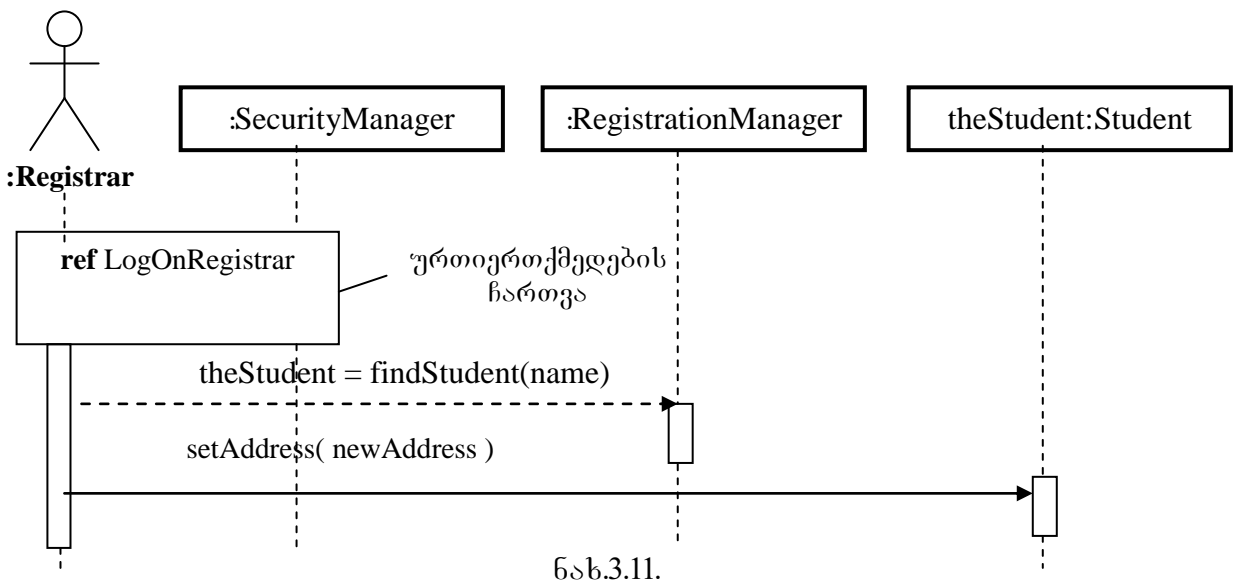 :SecurityManager
:RegistrationManager
theStudent:Student
:Registrar
ref LogOnRegistrar
ურთიერთქმედების
ჩართვა
theStudent = findStudent(name)
setAddress( newAddress )
ნახ.3.11.